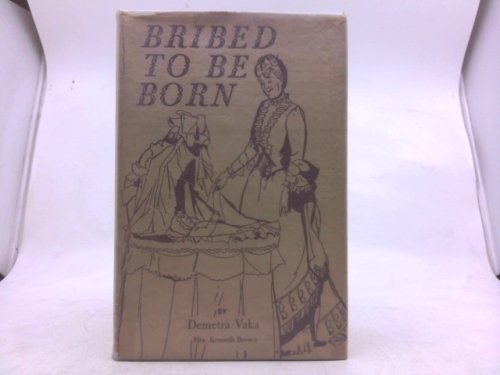 BRIBED
TO BE
BORN
BY
Demetra Vaka
Mrs. Kenneth Brown